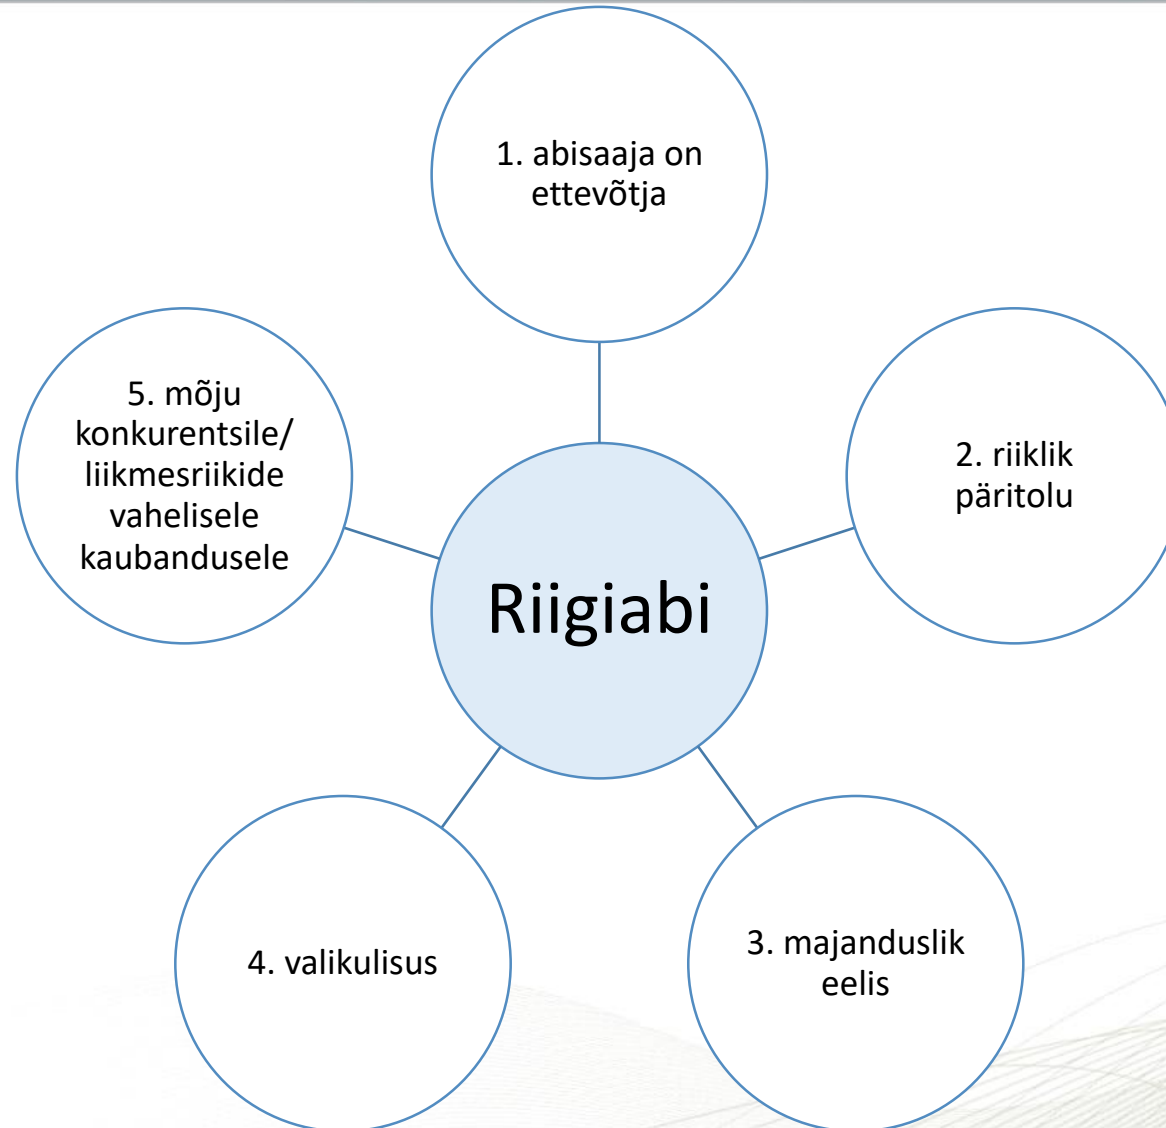 1. abisaaja on
ettevõtja
2. riiklik
päritolu
3. majanduslik
eelis
4. valikulisus
5. mõju
konkurentsile/
liikmesriikide
vahelisele
kaubandusele
Riigiabi